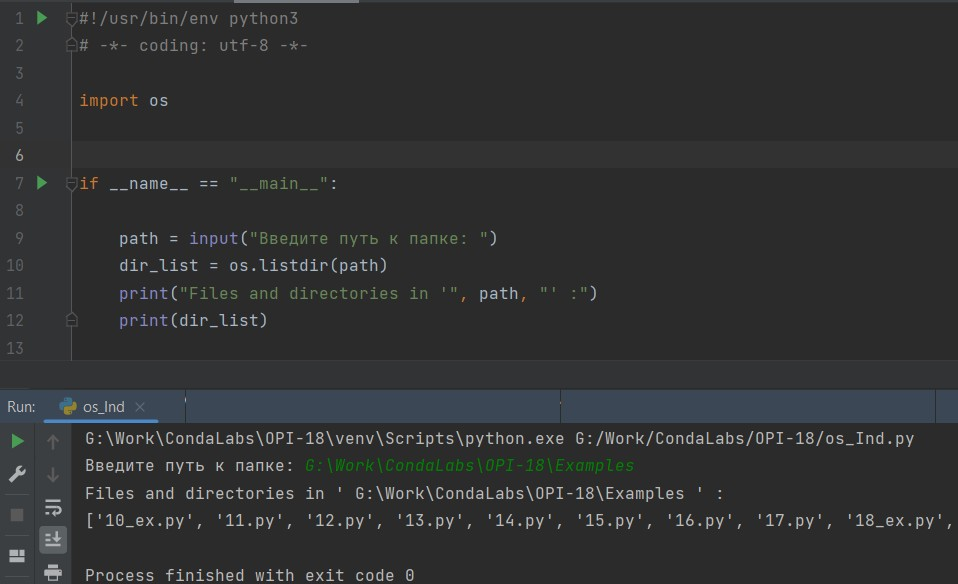 1 #!/usr/bin/env python3
2 # -*- coding: utf-8 -*-
3
4 import os
5
6
7 if __name__ == "__main__":
8
9 path = input("Введите путь к папке: ")
10 dir_list = os.listdir(path)
11 print("Files and directories in '", path, "' :")
12 print(dir_list)
13
Run: os_Ind ×
G:\Work\CondaLabs\OPI-18\venv\Scripts\python.exe G:/Work/CondaLabs/OPI-18/os_Ind.py
Введите путь к папке: G:\Work\CondaLabs\OPI-18\Examples
Files and directories in ' G:\Work\CondaLabs\OPI-18\Examples ' :
['10_ex.py', '11.py', '12.py', '13.py', '14.py', '15.py', '16.py', '17.py', '18_ex.py',
Process finished with exit code 0